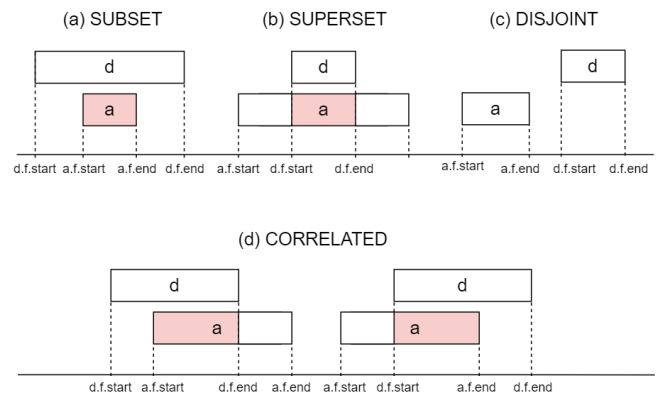 (a) SUBSET (b) SUPERSET (c) DISJOINT
d d d
a a a
d.f.start a.f.start a.f.end d.f.end a.f.start d.f.start d.f.end a.f.start a.f.end d.f.start d.f.end
(d) CORRELATED
d d
a a
d.f.start a.f.start d.f.end a.f.end a.f.start d.f.start a.f.end d.f.end